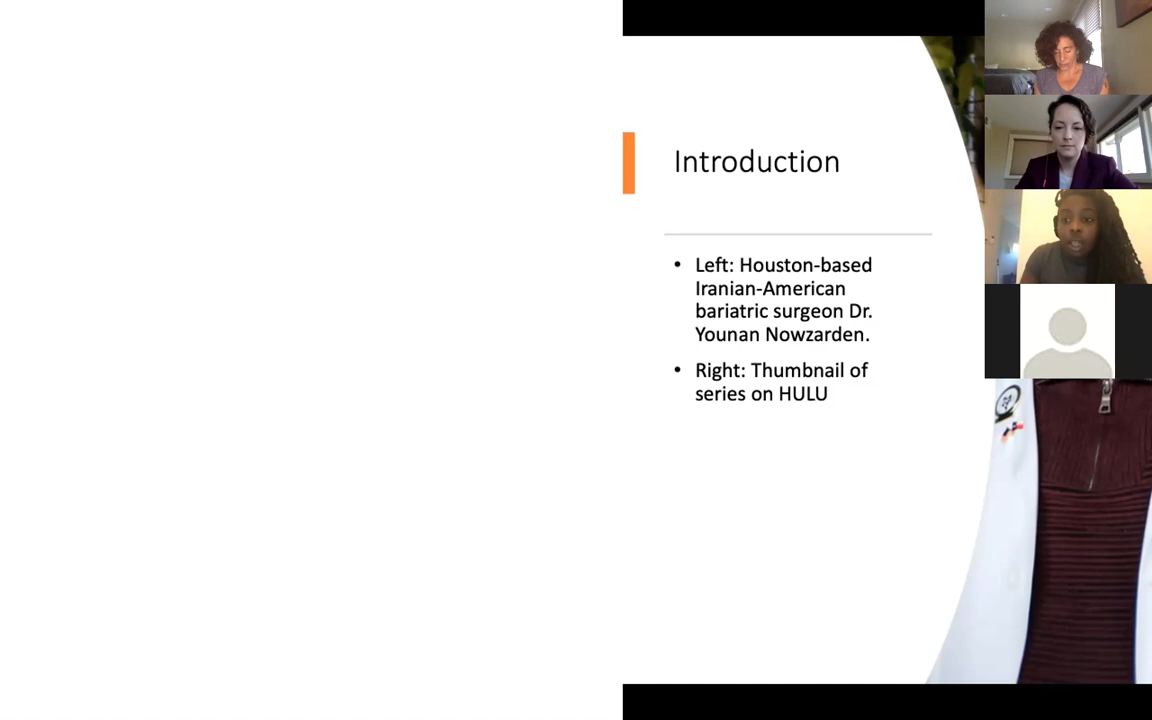 Introduction
• Left: Houston-based
Iranian-American
bariatric surgeon Dr.
Younan Nowzarden.
• Right: Thumbnail of
series on HULU